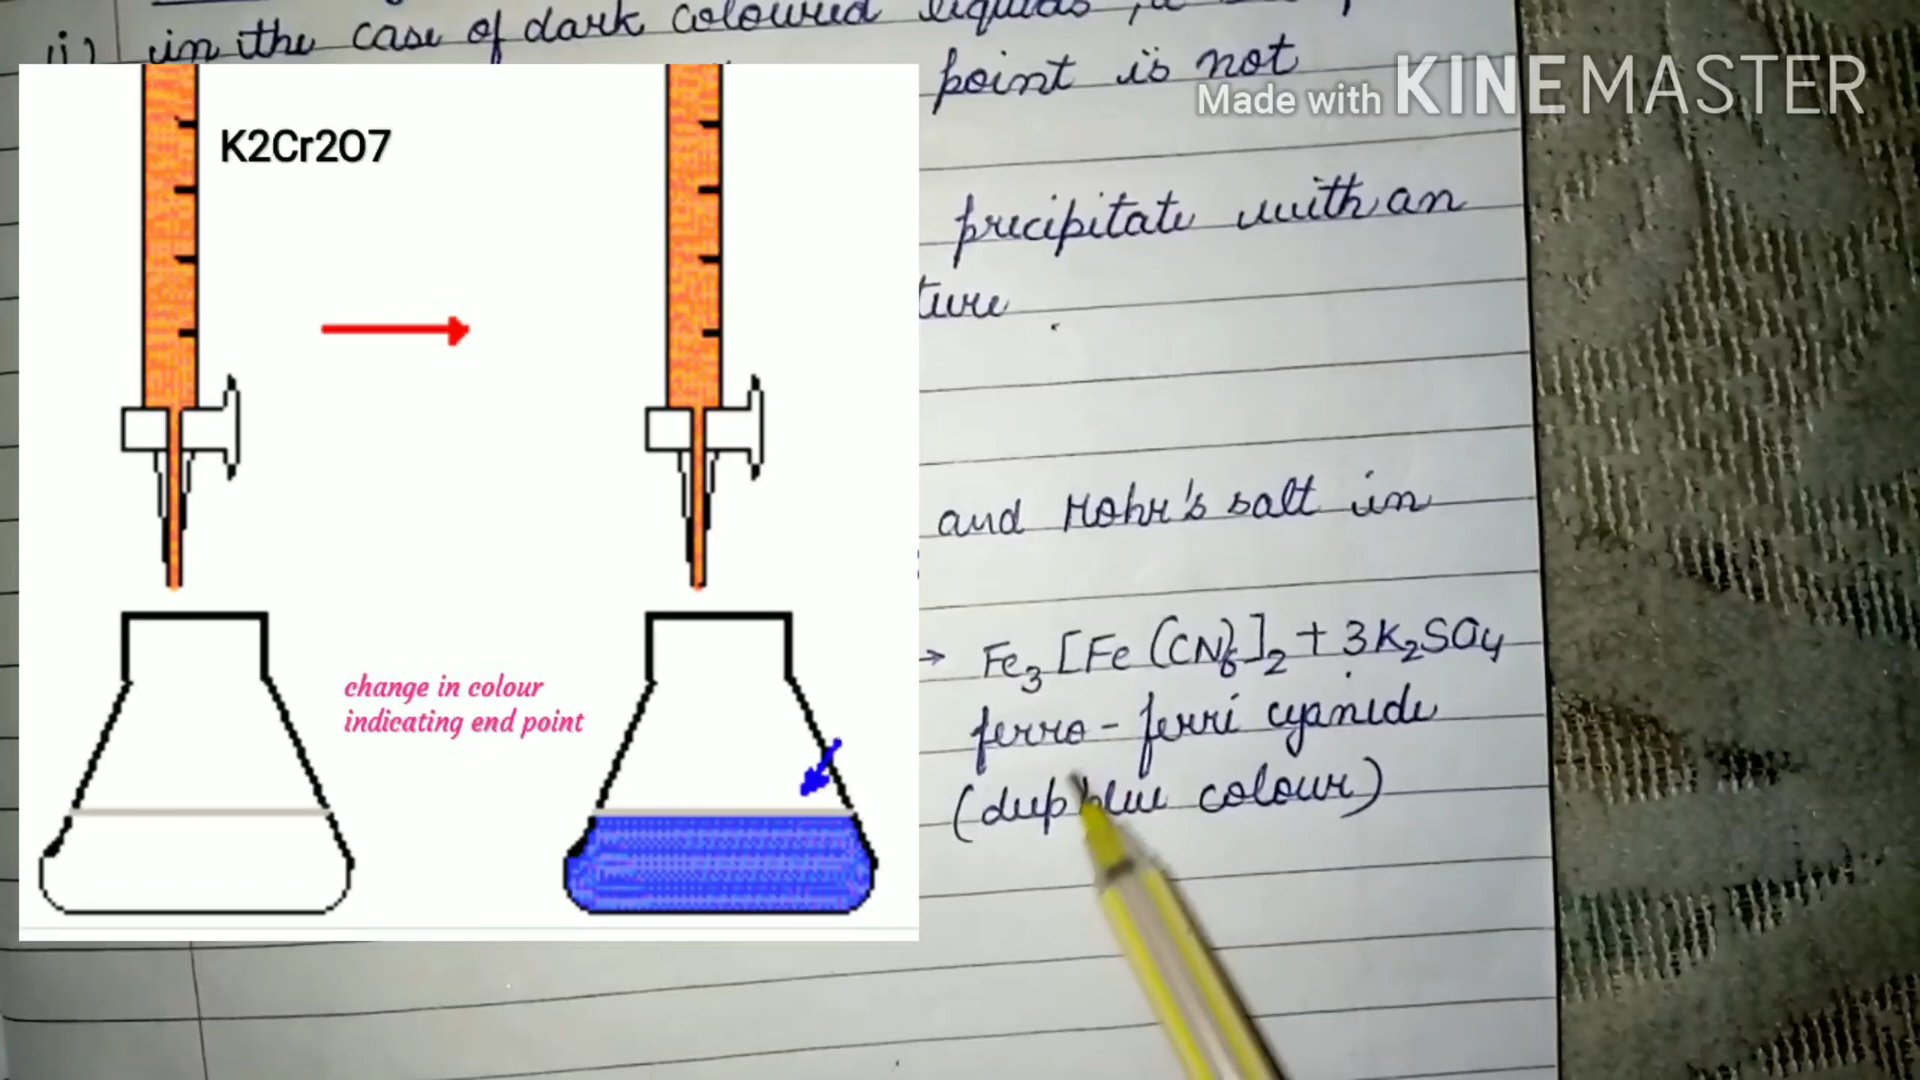 ii) in the case of dark coloured liquids,
point is not
Made with KINEMASTER
K2Cr2O7
precipitate with an
ture
and Mohr's salt in
→ Fe3 [Fe (CN)6]2 + 3K2SO4
change in colour
indicating end point
ferro - ferri cyanide
(deep blue colour)